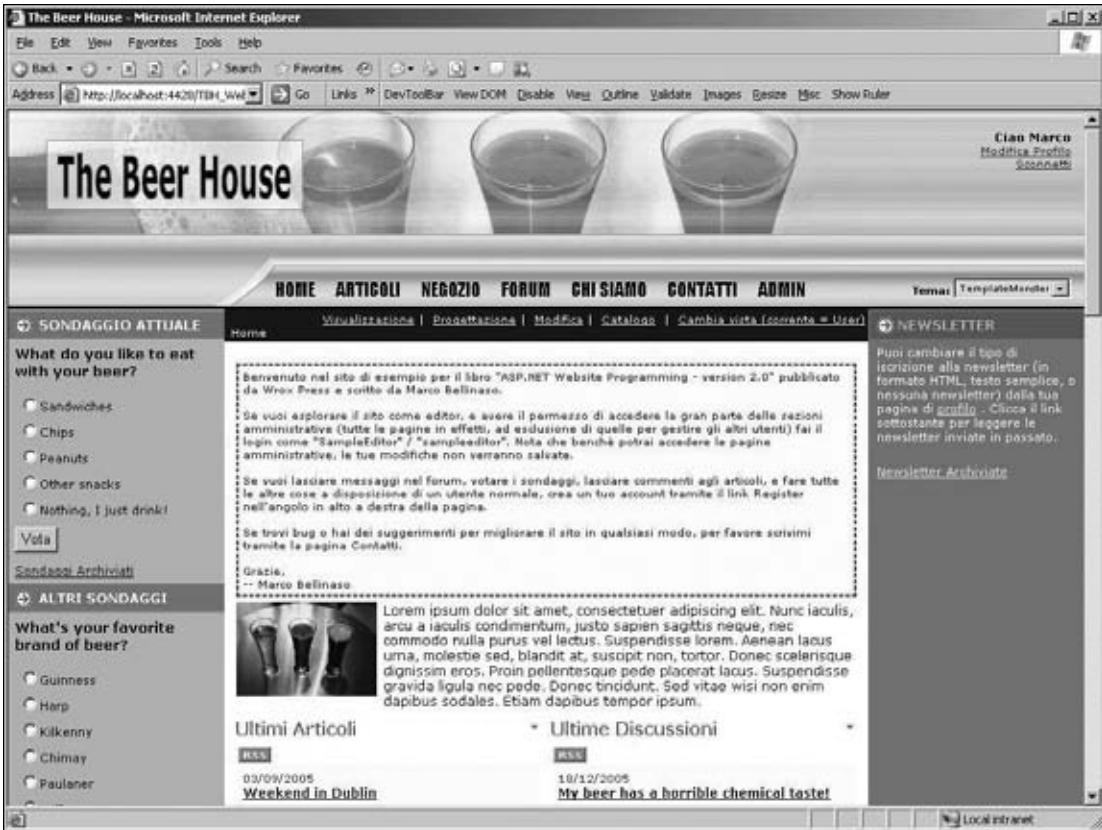 The Beer House - Microsoft Internet Explorer
File Edit View Favorites Tools Help
Back Search Favorites
Address http://localhost:4428/TBH_Wel Go Links » DevToolBar View DOM Disable View Outline Validate Images Resize Misc Show Ruler
The Beer House
Ciao Marco
Modifica Profilo
Sconnetti
HOME ARTICOLI NEGOZIO FORUM CHI SIAMO CONTATTI ADMIN
Tema: TemplateMonster
SONDAGGIO ATTUALE
What do you like to eat
with your beer?
Sandwiches
Chips
Peanuts
Other snacks
Nothing, I just drink!
Vota
Sondaggi Archiviati
ALTRI SONDAGGI
What's your favorite
brand of beer?
Guinness
Harp
Kilkenny
Chimay
Paulaner
Visualizzazione | Progettazione | Modifica | Catalogo | Cambia vista (corrente = User)
Home
Benvenuto nel sito di esempio per il libro "ASP.NET Website Programming - version 2.0" pubblicato
da Wrox Press e scritto da Marco Bellinaso.
Se vuoi esplorare il sito come editor, e avere il permesso di accedere la gran parte delle sezioni
amministrative (tutte le pagine in effetti, ad esclusione di quelle per gestire gli altri utenti) fai il
login come "SampleEditor" / "sampleeditor". Nota che benchè potrai accedere le pagine
amministrative, le tue modifiche non verranno salvate.
Se vuoi lasciare messaggi nel forum, votare i sondaggi, lasciare commenti agli articoli, e fare tutte
le altre cose a disposizione di un utente normale, crea un tuo account tramite il link Register
nell'angolo in alto a destra della pagina.
Se trovi bug o hai dei suggerimenti per migliorare il sito in qualsiasi modo, per favore scrivimi
tramite la pagina Contatti.
Grazie,
-- Marco Bellinaso
Lorem ipsum dolor sit amet, consectetuer adipiscing elit. Nunc iaculis,
arcu a iaculis condimentum, justo sapien sagittis neque, nec
commodo nulla purus vel lectus. Suspendisse lorem. Aenean lacus
urna, molestie sed, blandit at, suscipit non, tortor. Donec scelerisque
dignissim eros. Proin pellentesque pede placerat lacus. Suspendisse
gravida ligula nec pede. Donec tincidunt. Sed vitae wisi non enim
dapibus sodales. Etiam dapibus tempor ipsum.
Ultimi Articoli
RSS
03/09/2005
Weekend in Dublin
Ultime Discussioni
RSS
18/12/2005
My beer has a horrible chemical taste!
NEWSLETTER
Puoi cambiare il tipo di
iscrizione alla newsletter (in
formato HTML, testo semplice, o
nessuna newsletter) dalla tua
pagina di profilo . Clicca il link
sottostante per leggere le
newsletter inviate in passato.
Newsletter Archiviate
Local intranet